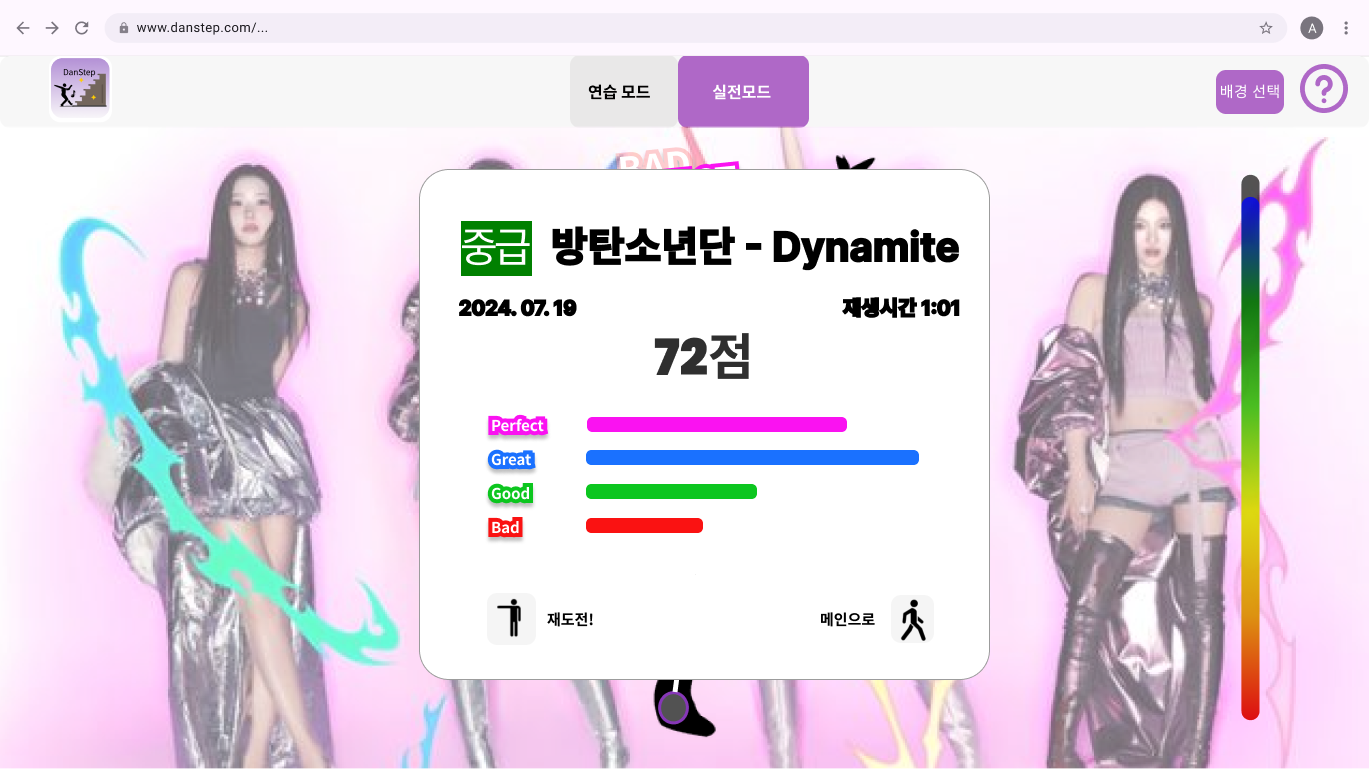 www.danstep.com/...
A
DanStep
연습 모드
실전모드
배경 선택
?
BAD
중급 방탄소년단 - Dynamite
2024. 07. 19
재생시간 1:01
72점
Perfect
Great
Good
Bad
재도전!
메인으로